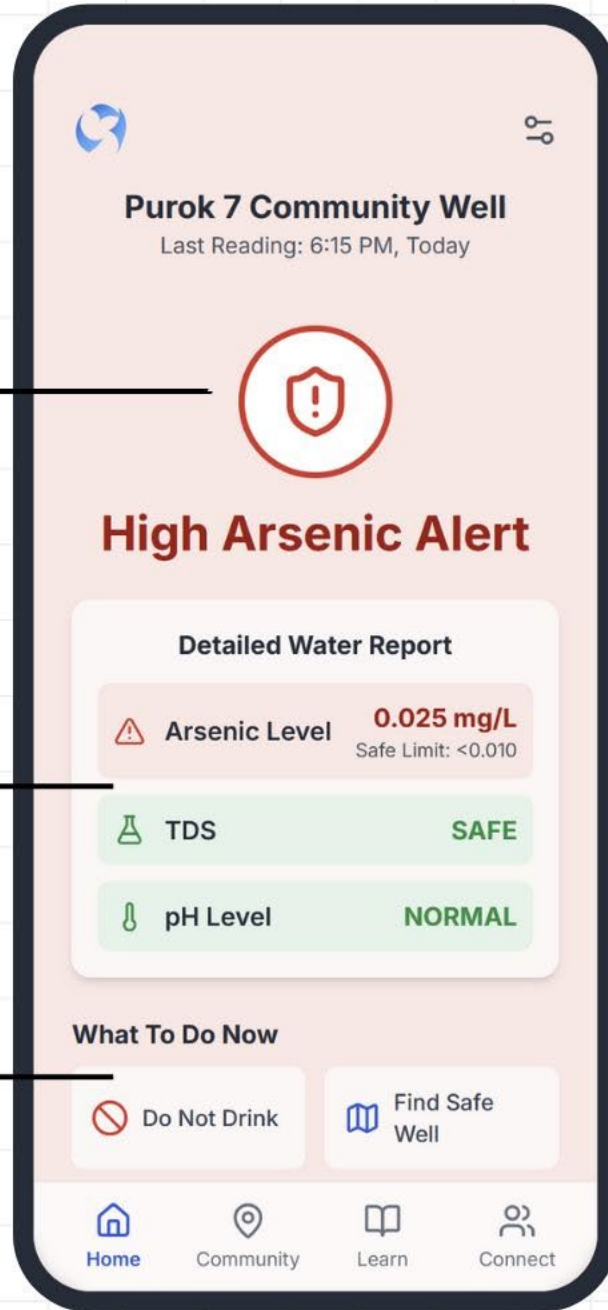 Purok 7 Community Well
Last Reading: 6:15 PM, Today
High Arsenic Alert
Detailed Water Report
Arsenic Level
0.025 mg/L
Safe Limit: <0.010
TDS
SAFE
pH Level
NORMAL
What To Do Now
Do Not Drink
Find Safe
Well
Home
Community
Learn
Connect